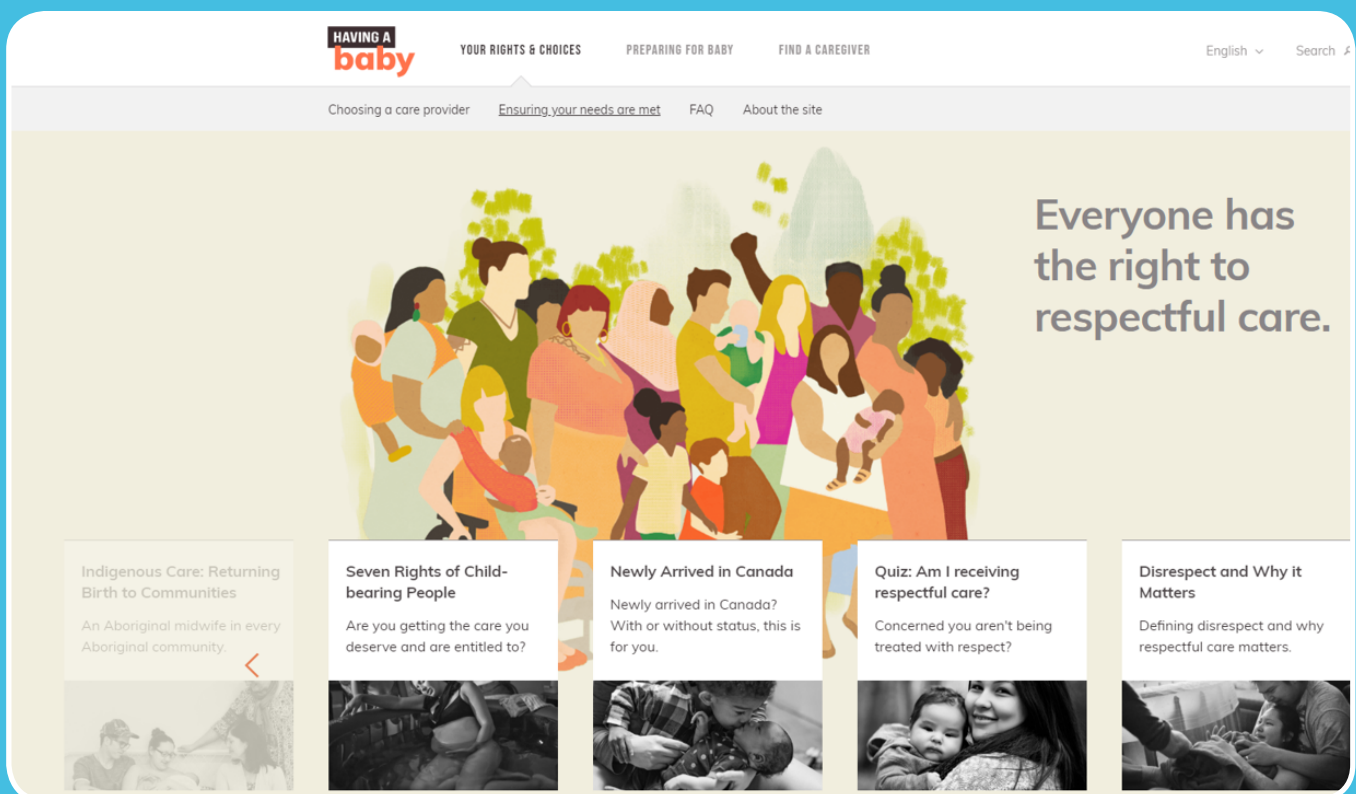 HAVING A
baby
YOUR RIGHTS & CHOICES
PREPARING FOR BABY
FIND A CAREGIVER
English
Search
Choosing a care provider
Ensuring your needs are met
FAQ
About the site
Everyone has
the right to
respectful care.
Indigenous Care: Returning
Birth to Communities
An Aboriginal midwife in every
Aboriginal community.
Seven Rights of Child-
bearing People
Are you getting the care you
deserve and are entitled to?
Newly Arrived in Canada
Newly arrived in Canada?
With or without status, this is
for you.
Quiz: Am I receiving
respectful care?
Concerned you aren't being
treated with respect?
Disrespect and Why it
Matters
Defining disrespect and why
respectful care matters.